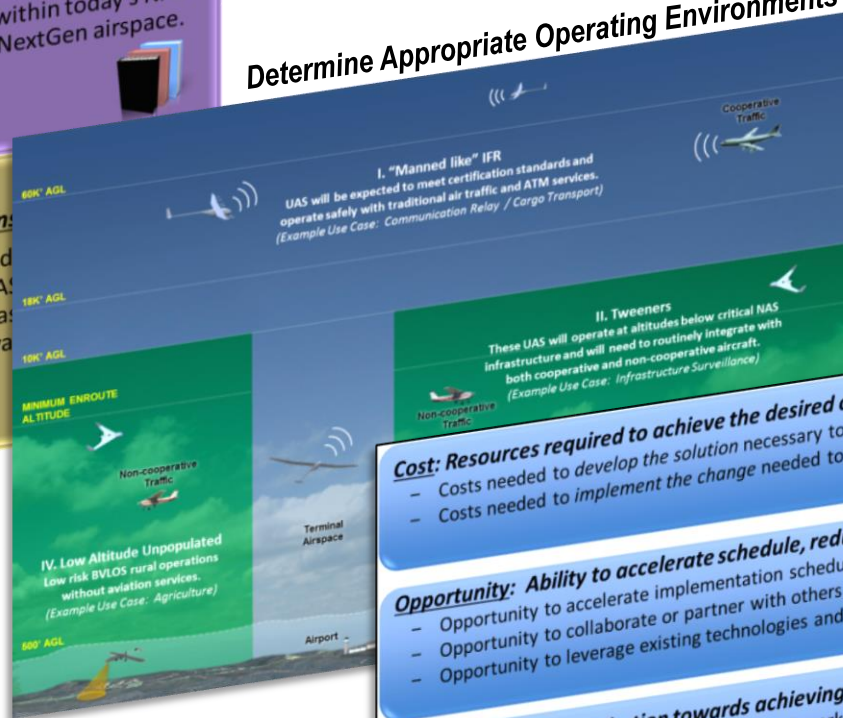 within today's
NextGen airspace.
Determine Appropriate Operating Environments
60K' AGL
I. "Manned like" IFR
UAS will be expected to meet certification standards and
operate safely with traditional air traffic and ATM services.
(Example Use Case: Communication Relay / Cargo Transport)
Cooperative
Traffic
18K' AGL
10K' AGL
II. Tweeners
These UAS will operate at altitudes below critical NAS
infrastructure and will need to routinely integrate with
both cooperative and non-cooperative aircraft.
(Example Use Case: Infrastructure Surveillance)
Non-cooperative
Traffic
MINIMUM ENROUTE
ALTITUDE
Non-cooperative
Traffic
Terminal
Airspace
IV. Low Altitude Unpopulated
Low risk BVLOS rural operations
without aviation services.
(Example Use Case: Agriculture)
500' AGL
Airport
Cost: Resources required to achieve the desired
– Costs needed to develop the solution necessary to
– Costs needed to implement the change needed to
Opportunity: Ability to accelerate schedule,
– Opportunity to accelerate implementation
– Opportunity to collaborate or partner with others
– Opportunity to leverage existing technologies and
towards achieving